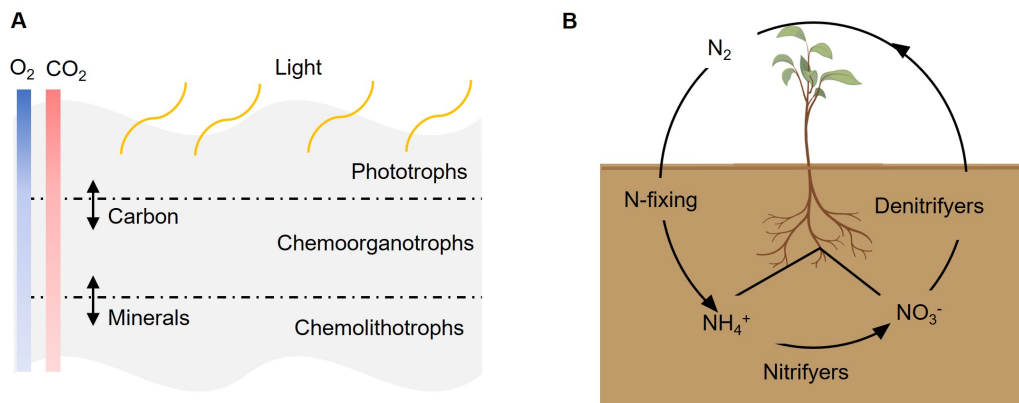 A
O₂ CO₂
Light
Phototrophs
Carbon
Chemoorganotrophs
Minerals
Chemolithotrophs
B
N₂
N-fixing
Denitrifyers
NH₄⁺
NO₃⁻
Nitrifyers